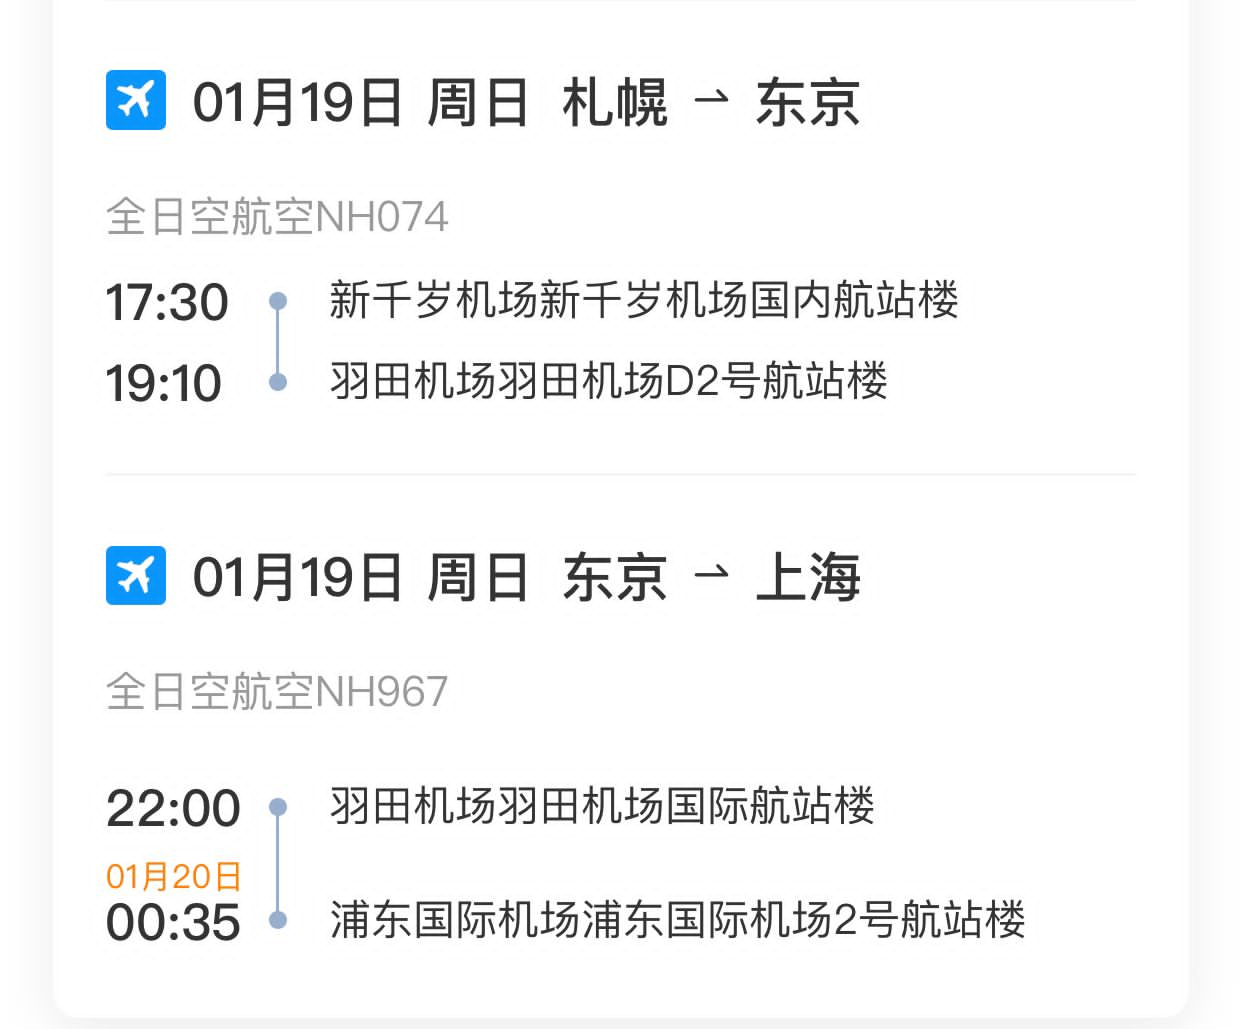 01月19日 周日 札幌 ⇀ 东京
全日空航空NH074
17:30 新千岁机场新千岁机场国内航站楼
19:10 羽田机场羽田机场D2号航站楼
01月19日 周日 东京 ⇀ 上海
全日空航空NH967
22:00 羽田机场羽田机场国际航站楼
01月20日
00:35 浦东国际机场浦东国际机场2号航站楼